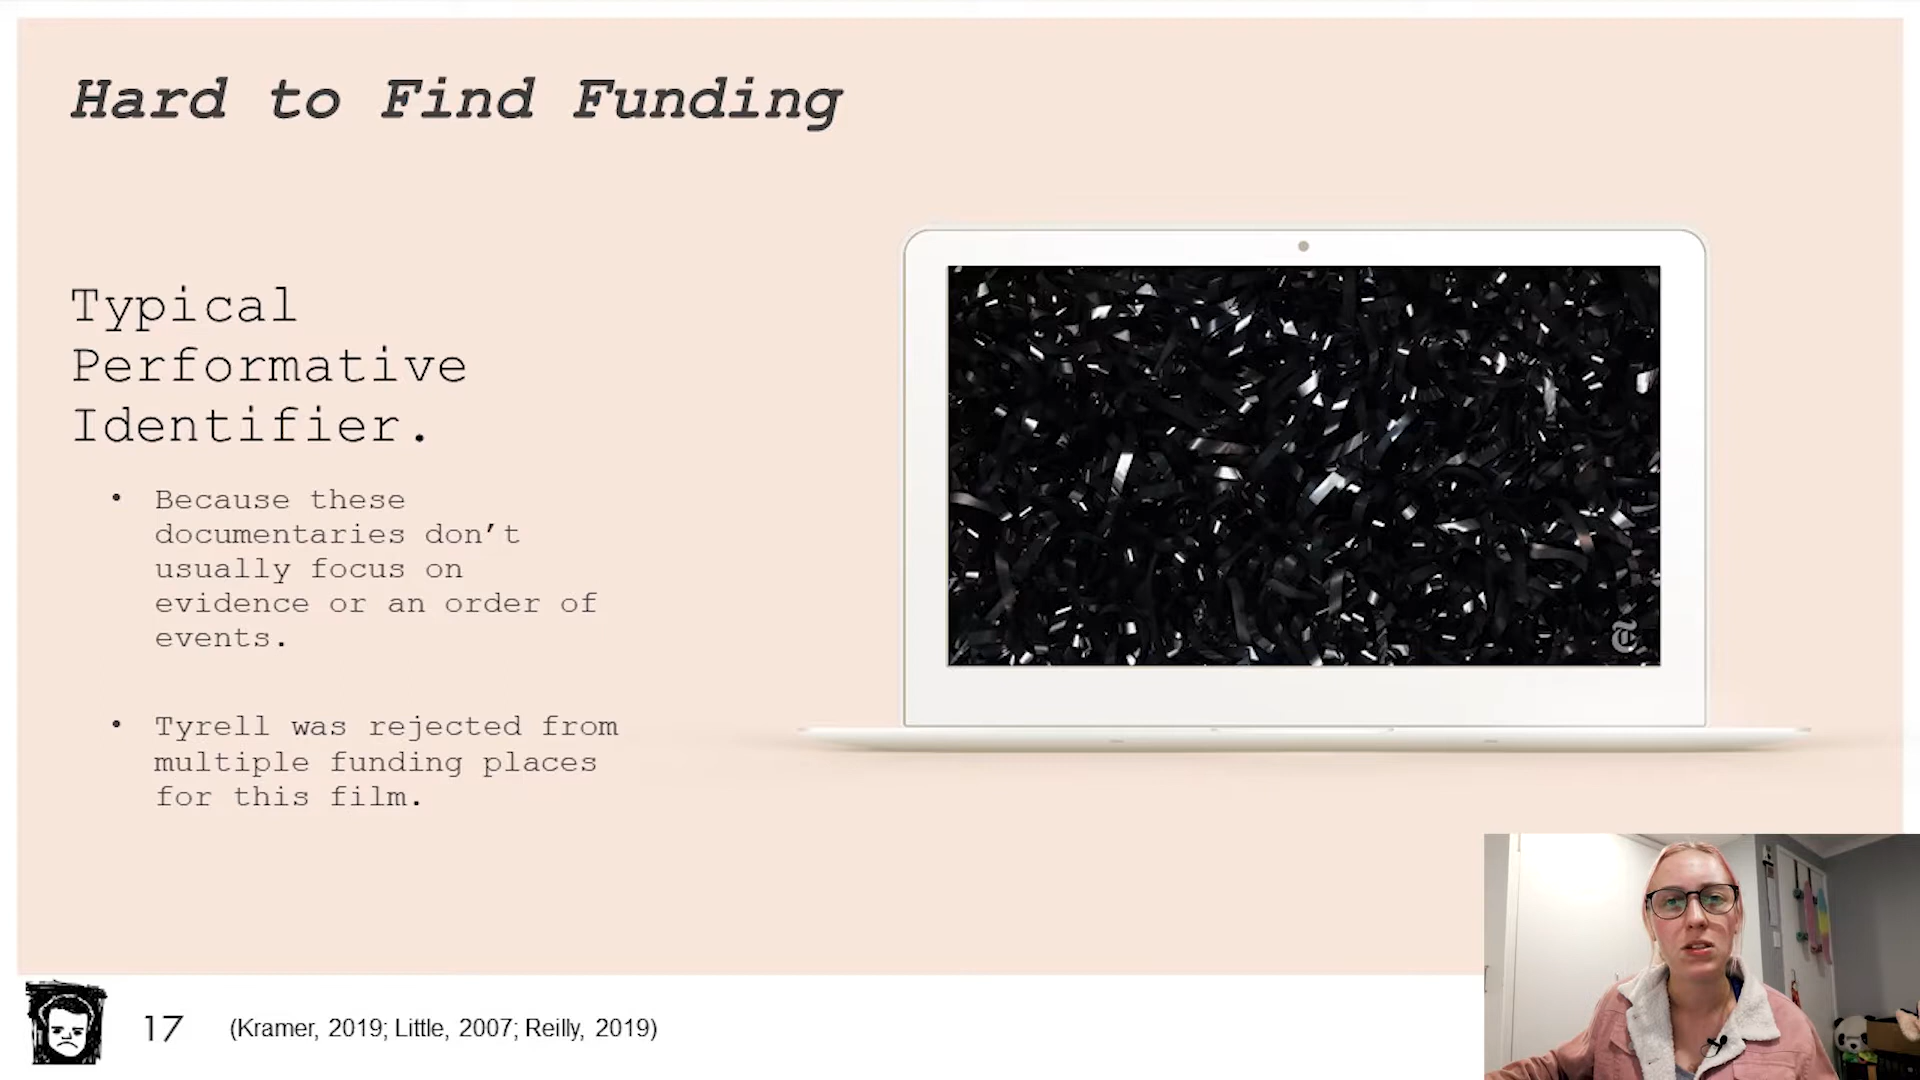 Hard to Find Funding
Typical
Performative
Identifier.
• Because these
documentaries don’t
usually focus on
evidence or an order of
events.
• Tyrell was rejected from
multiple funding places
for this film.
T
17
(Kramer, 2019; Little, 2007; Reilly, 2019)